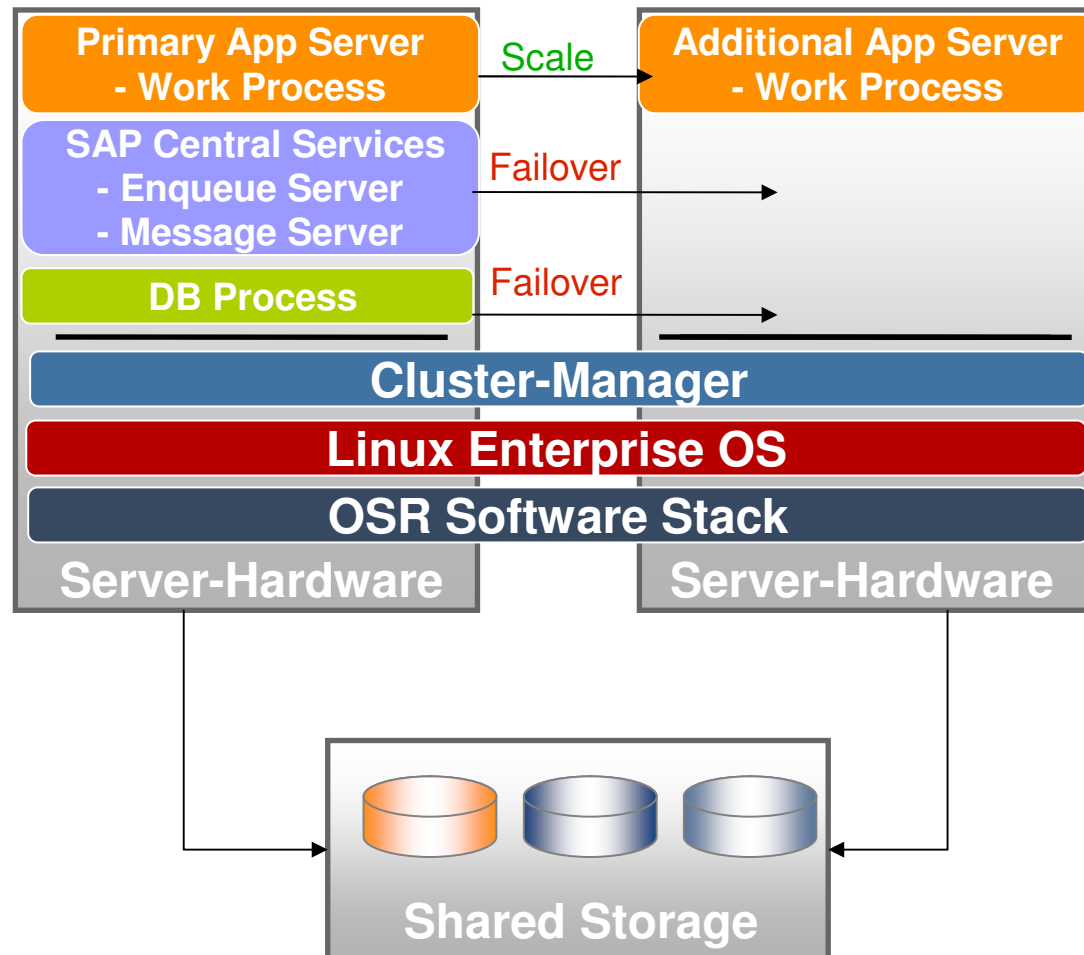 Primary App Server
- Work Process
Scale
Additional App Server
- Work Process
SAP Central Services
- Enqueue Server
- Message Server
Failover
DB Process
Failover
Cluster-Manager
Linux Enterprise OS
OSR Software Stack
Server-Hardware
Server-Hardware
Shared Storage